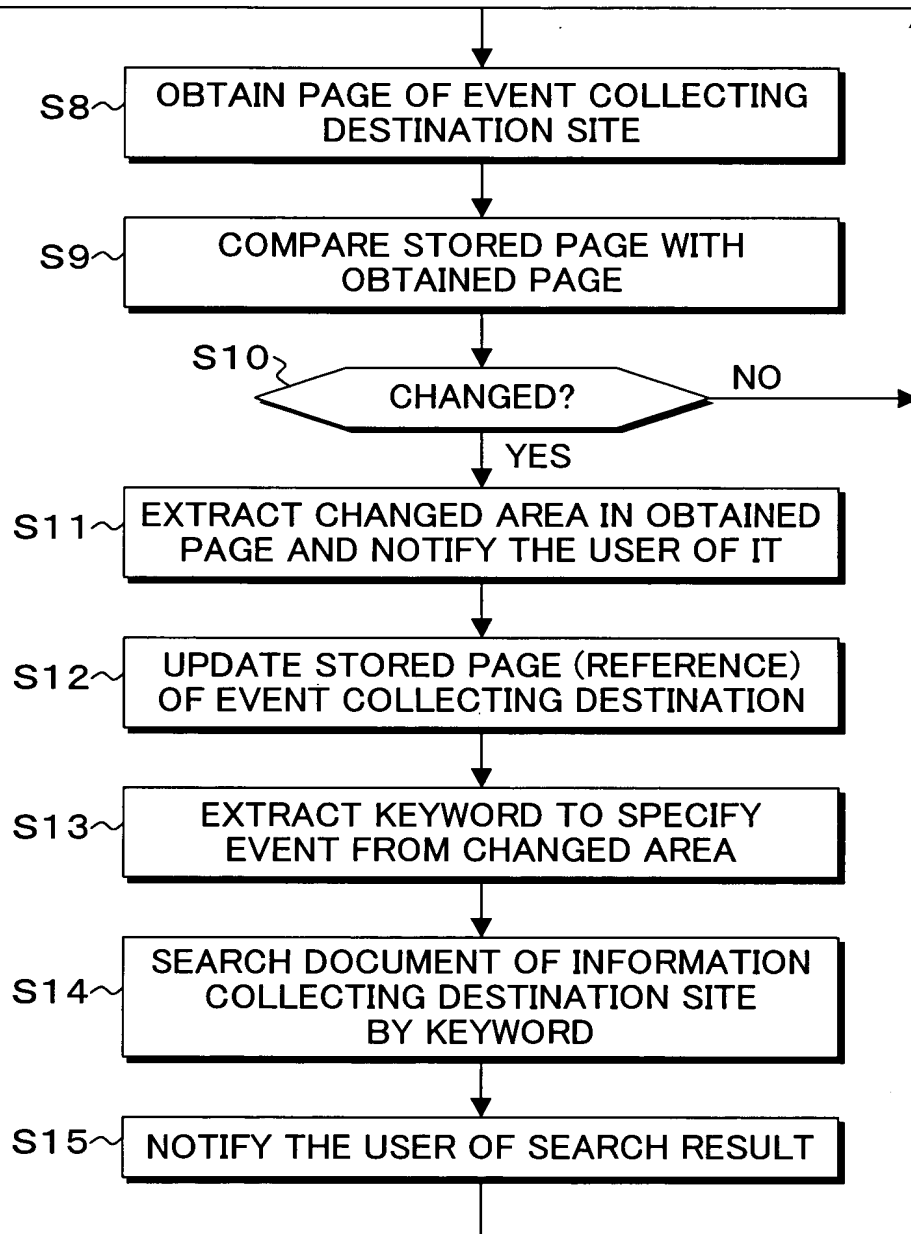 S8
OBTAIN PAGE OF EVENT COLLECTING
DESTINATION SITE
S9
COMPARE STORED PAGE WITH
OBTAINED PAGE
S10
CHANGED?
NO
YES
S11
EXTRACT CHANGED AREA IN OBTAINED
PAGE AND NOTIFY THE USER OF IT
S12
UPDATE STORED PAGE (REFERENCE)
OF EVENT COLLECTING DESTINATION
S13
EXTRACT KEYWORD TO SPECIFY
EVENT FROM CHANGED AREA
S14
SEARCH DOCUMENT OF INFORMATION
COLLECTING DESTINATION SITE
BY KEYWORD
S15
NOTIFY THE USER OF SEARCH RESULT